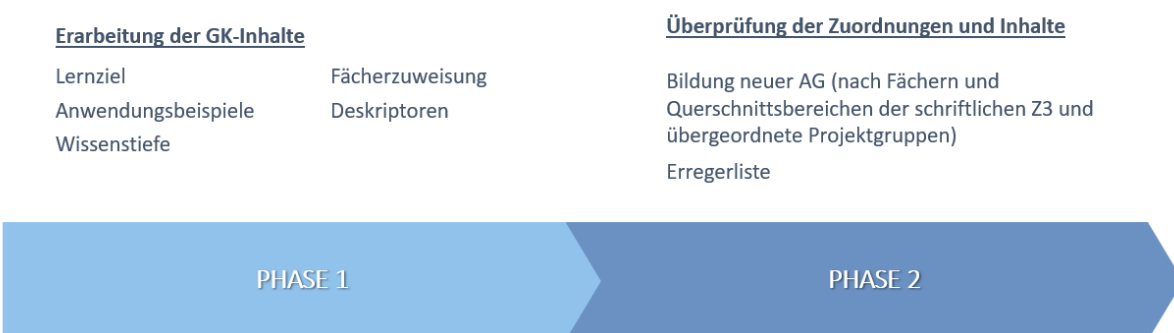 Erarbeitung der GK-Inhalte
Lernziel
Anwendungsbeispiele
Wissenstiefe
Fächerzuweisung
Deskriptoren
Überprüfung der Zuordnungen und Inhalte
Bildung neuer AG (nach Fächern und
Querschnittsbereichen der schriftlichen Z3 und
übergeordnete Projektgruppen)
Erregerliste
PHASE 1
PHASE 2